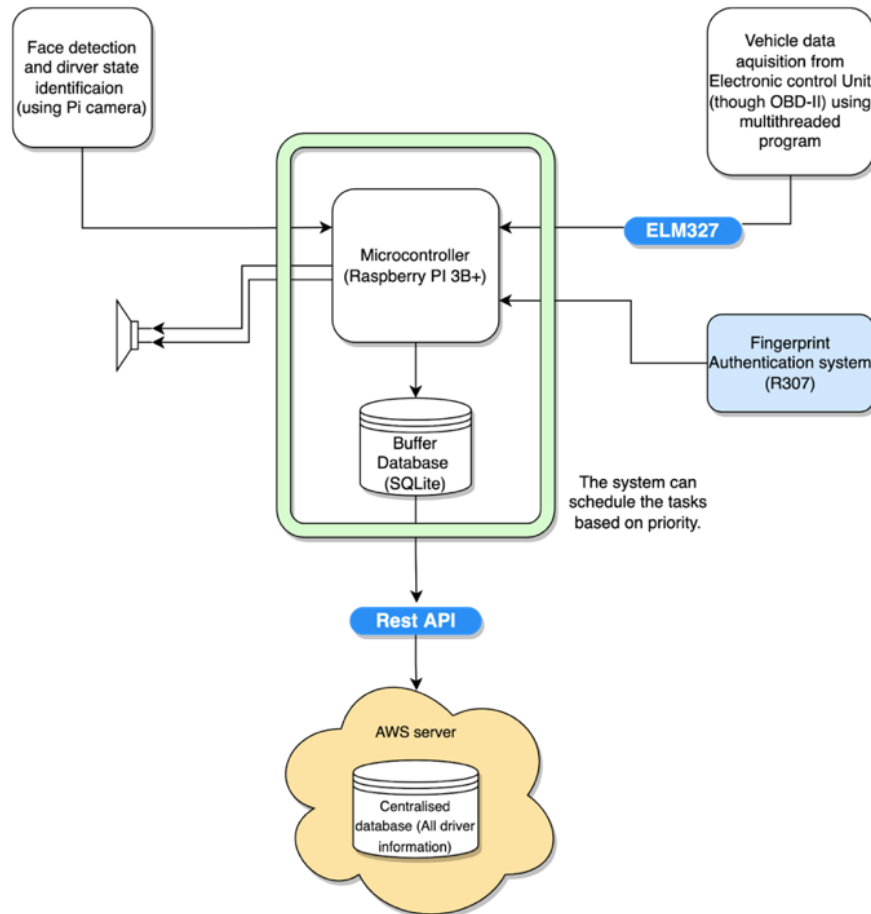 Face detection
and dirver state
identificaion
(using Pi camera)
Vehicle data
aquisition from
Electronic control Unit
(though OBD-II) using
multithreaded
program
ELM327
Microcontroller
(Raspberry PI 3B+)
Fingerprint
Authentication system
(R307)
Buffer
Database
(SQLite)
The system can
schedule the tasks
based on priority.
Rest API
AWS server
Centralised
database (All driver
information)